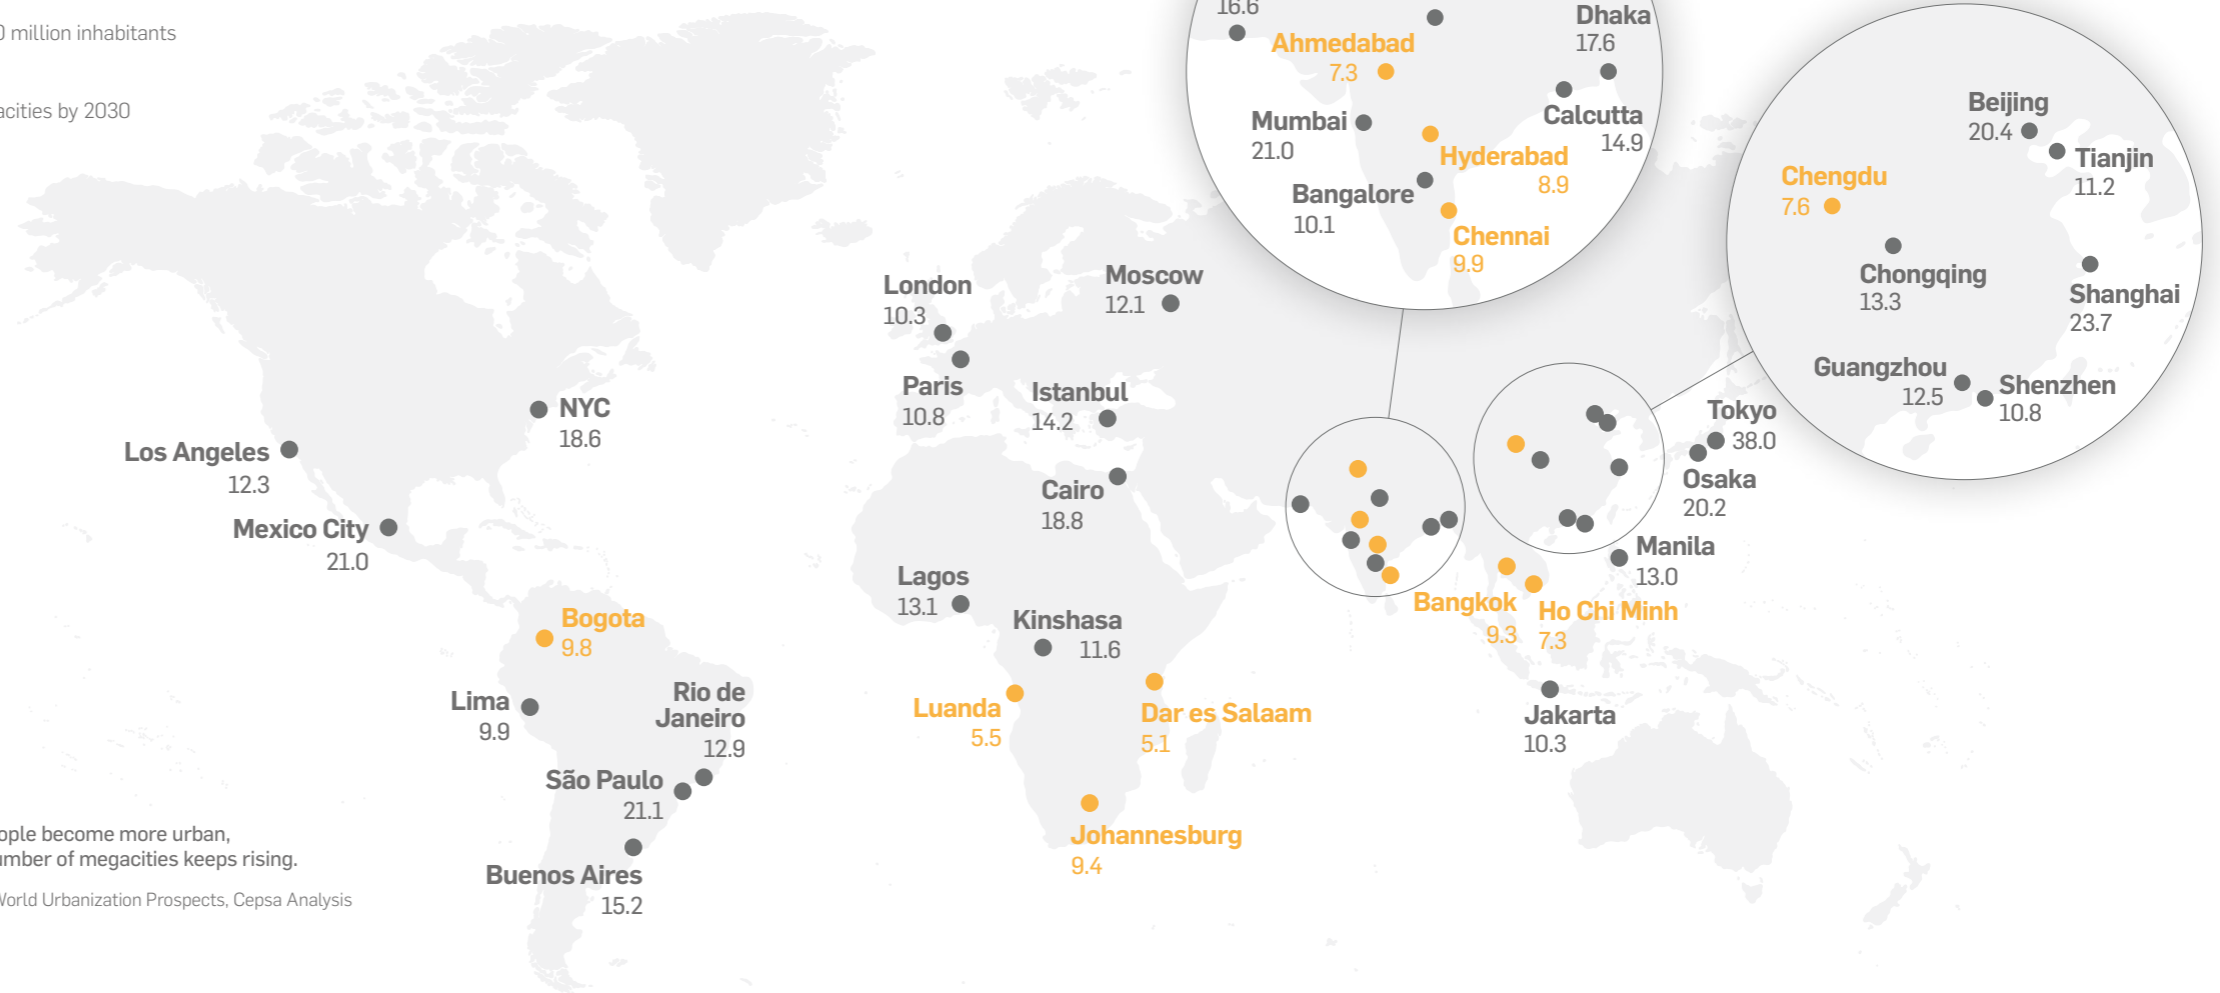 million inhabitants
by 2030
16.6
Ahmedabad
7.3
Dhaka
17.6
Calcutta
14.9
Mumbai
21.0
Hyderabad
8.9
Bangalore
10.1
Chennai
9.9
Beijing
20.4
Tianjin
11.2
Chengdu
7.6
Chongqing
13.3
Shanghai
23.7
Guangzhou
12.5
Shenzhen
10.8
London
10.3
Moscow
12.1
Paris
10.8
Istanbul
14.2
NYC
18.6
Los Angeles
12.3
Mexico City
21.0
Cairo
18.8
Tokyo
38.0
Osaka
20.2
Manila
13.0
Lagos
13.1
Kinshasa
11.6
Bangkok
9.3
Ho Chi Minh
7.3
Bogota
9.8
Lima
9.9
Rio de
Janeiro
12.9
Luanda
5.5
Dar es Salaam
5.1
Jakarta
10.3
São Paulo
21.1
Johannesburg
9.4
Buenos Aires
15.2
become more urban,
of megacities keeps rising.
World Urbanization Prospects, Cepsa Analysis